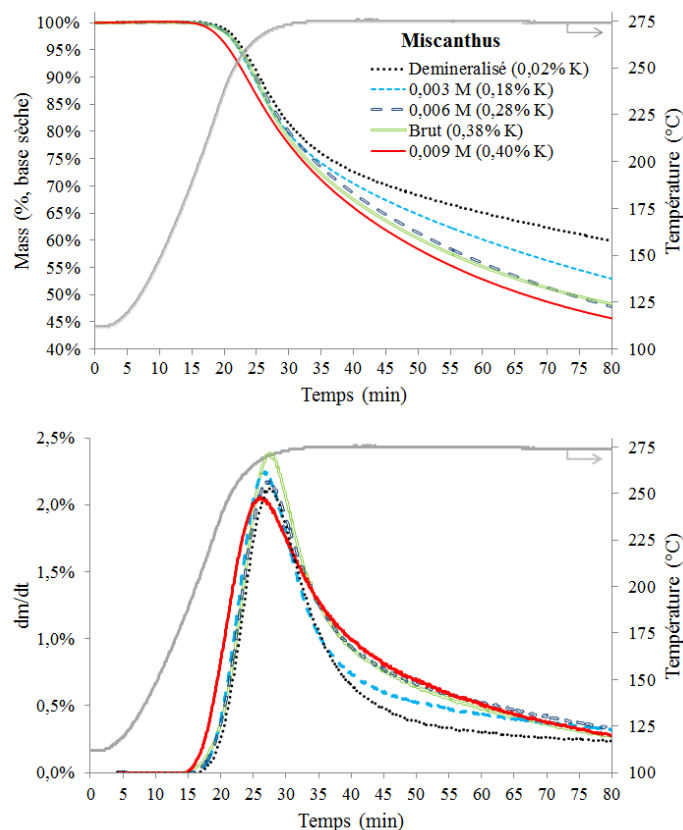 100%
95%
90%
85%
80%
75%
70%
65%
60%
55%
50%
45%
40%
Mass (%, base sèche)
Miscanthus
Demineralisé (0,02% K)
0,003 M (0,18% K)
0,006 M (0,28% K)
Brut (0,38% K)
0,009 M (0,40% K)
275
250
225
200
175
150
125
100
Température (°C)
0 5 10 15 20 25 30 35 40 45 50 55 60 65 70 75 80
Temps (min)
2,5%
2,0%
1,5%
1,0%
0,5%
0,0%
dm/dt
275
250
225
200
175
150
125
100
Température (°C)
0 5 10 15 20 25 30 35 40 45 50 55 60 65 70 75 80
Temps (min)